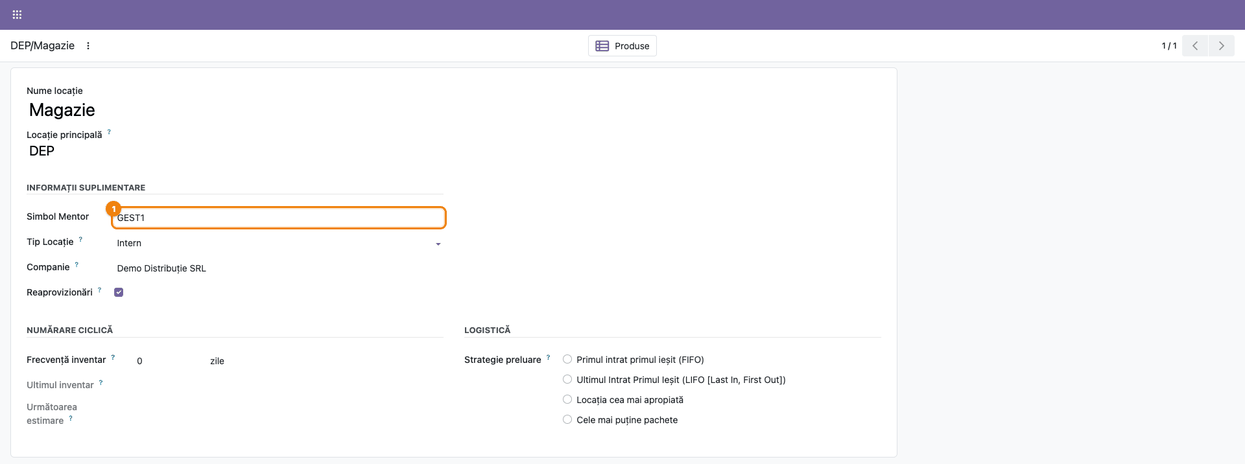 DEP/Magazie
Produse
1 / 1
Nume locație
Magazie
Locație principală ?
DEP
INFORMAȚII SUPLIMENTARE
1
Simbol Mentor GEST1
Tip Locație ? Intern
Companie ? Demo Distribuție SRL
Reaprovizionări ?
NUMĂRARE CICLICĂ
Frecvență inventar ? 0 zile
Ultimul inventar ?
Următoarea
estimare ?
LOGISTICĂ
Strategie preluare ? Primul intrat primul ieșit (FIFO)
Ultimul Intrat Primul Ieșit (LIFO [Last In, First Out])
Locația cea mai apropiată
Cele mai puține pachete